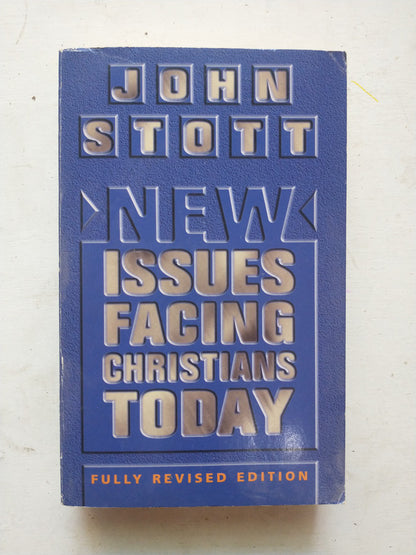 JOHN
STOTT
NEW
ISSUES
FACING
CHRISTIANS
TODAY
FULLY REVISED EDITION